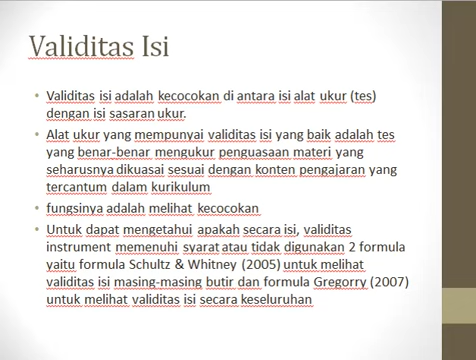 Validitas Isi
Validitas isi adalah kecocokan di antara isi alat ukur (tes)
dengan isi sasaran ukur.
Alat ukur yang mempunyai validitas isi yang baik adalah tes
yang benar-benar mengukur penguasaan materi yang
seharusnya dikuasai sesuai dengan konten pengajaran yang
tercantum dalam kurikulum
fungsinya adalah melihat kecocokan
Untuk dapat mengetahui apakah secara isi, validitas
instrument memenuhi syarat atau tidak digunakan 2 formula
yaitu formula Schultz & Whitney (2005) untuk melihat
validitas isi masing-masing butir dan formula Gregorry (2007)
untuk melihat validitas isi secara keseluruhan